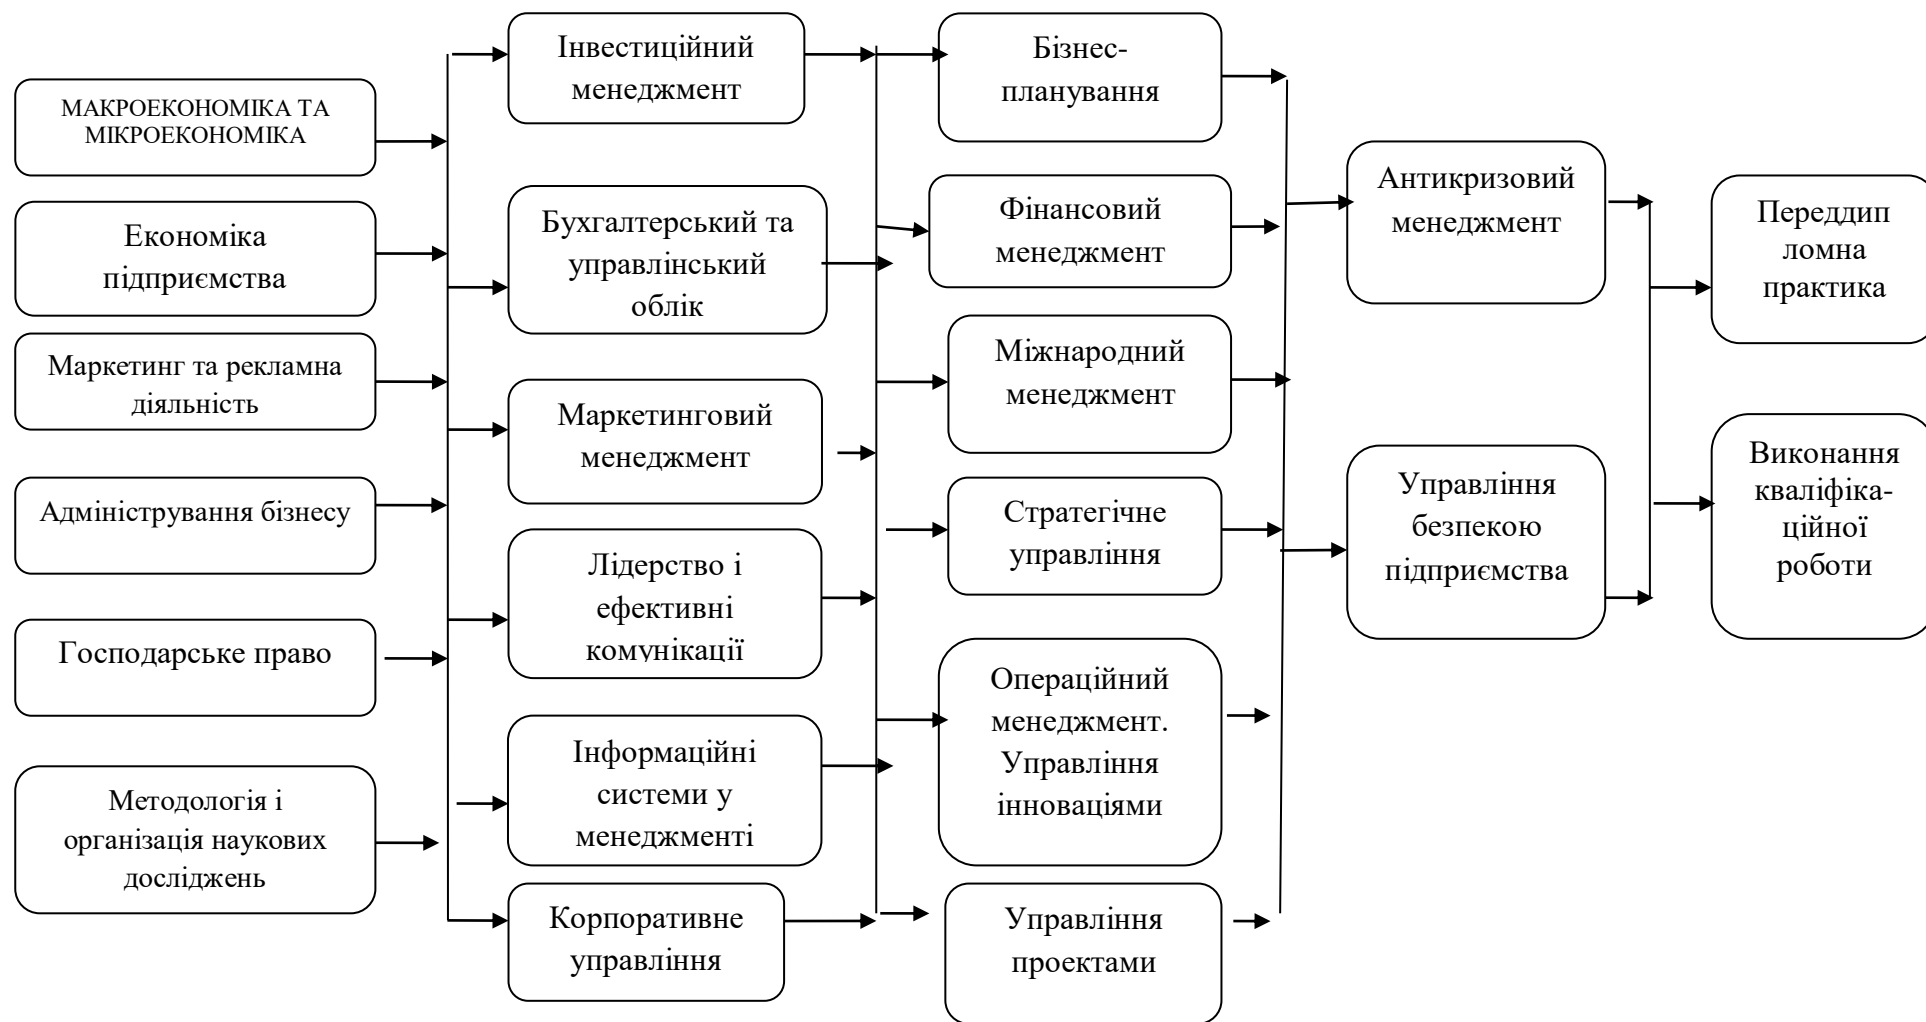 МАКРОЕКОНОМІКА ТА
МІКРОЕКОНОМІКА
Економіка
підприємства
Маркетинг та рекламна
діяльність
Адміністрування бізнесу
Господарське право
Методологія і
організація наукових
досліджень
Інвестиційний
менеджмент
Бухгалтерський та
управлінський
облік
Маркетинговий
менеджмент
Лідерство і
ефективні
комунікації
Інформаційні
системи у
менеджменті
Корпоративне
управління
Бізнес-
планування
Фінансовий
менеджмент
Міжнародний
менеджмент
Стратегічне
управління
Операційний
менеджмент.
Управління
інноваціями
Управління
проектами
Антикризовий
менеджмент
Управління
безпекою
підприємства
Переддип
ломна
практика
Виконання
кваліфіка-
ційної
роботи